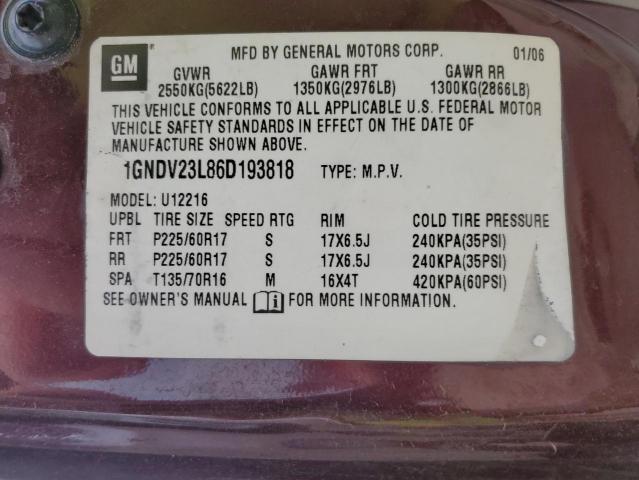 GM MFD BY GENERAL MOTORS CORP. 01/06
GVWR GAWR FRT GAWR RR
2550KG(5622LB) 1350KG(2976LB) 1300KG(2866LB)
THIS VEHICLE CONFORMS TO ALL APPLICABLE U.S. FEDERAL MOTOR
VEHICLE SAFETY STANDARDS IN EFFECT ON THE DATE OF
MANUFACTURE SHOWN ABOVE.
1GNDV23L86D193818 TYPE: M.P.V.
MODEL: U12216
UPBL TIRE SIZE SPEED RTG RIM COLD TIRE PRESSURE
FRT P225/60R17 S 17X6.5J 240KPA(35PSI)
RR P225/60R17 S 17X6.5J 240KPA(35PSI)
SPA T135/70R16 M 16X4T 420KPA(60PSI)
SEE OWNER'S MANUAL FOR MORE INFORMATION.